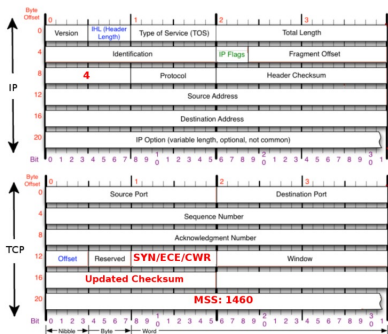 Byte
Offset 0 1 2 3
0 Version IHL (Header Length) Type of Service (TOS) Total Length
4 Identification IP Flags Fragment Offset
8 4 Protocol Header Checksum
IP
12 Source Address
16 Destination Address
20 IP Option (variable length, optional, not common)
Bit 0 1 2 3 4 5 6 7 8 9 1 0 1 2 3 4 5 6 7 8 9 2 0 1 2 3 4 5 6 7 8 9 3 0 1
Byte
Offset 0 1 2 3
0 Source Port Destination Port
4 Sequence Number
8 Acknowledgment Number
TCP
12 Offset Reserved SYN/ECE/CWR Window
16 Updated Checksum
20 MSS: 1460
Bit 0 1 2 3 4 5 6 7 8 9 1 0 1 2 3 4 5 6 7 8 9 2 0 1 2 3 4 5 6 7 8 9 3 0 1
Nibble Byte Word